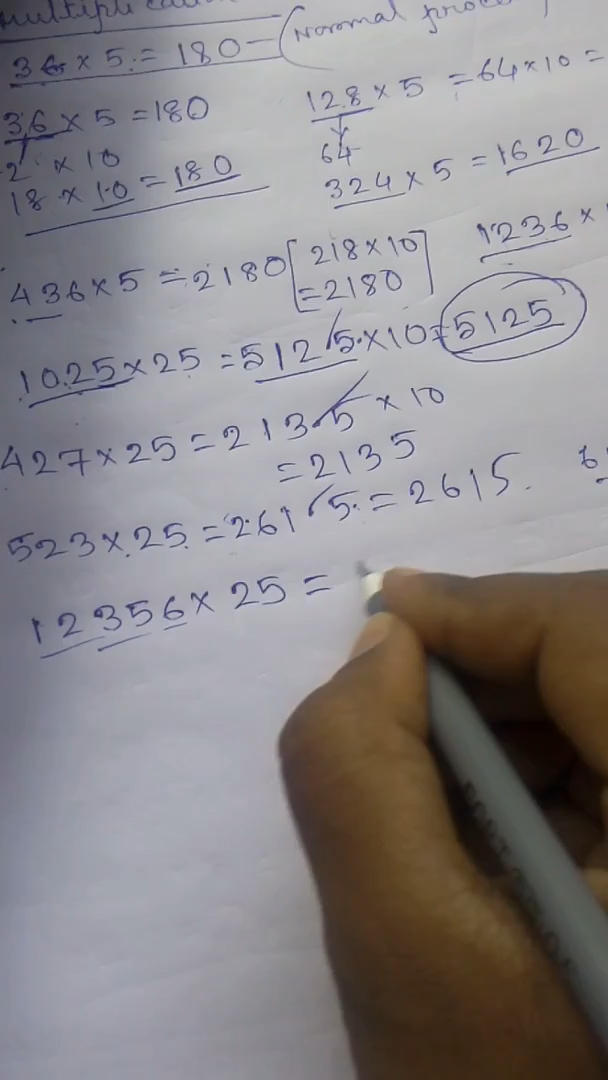 36 × 5 = 180 – (Normal
36 × 5 = 180
2 × 10
18 × 10 = 180
128 × 5 = 64 × 10 =
64
324 × 5 = 1620
436 × 5 = 2180 [218 × 10
= 2180]
1236 ×
1025 × 25 = 512.5 × 10 = 5125
427 × 25 = 213.5 × 10
= 2135
523 × 25 = 261.5 = 2615.
12356 × 25 =